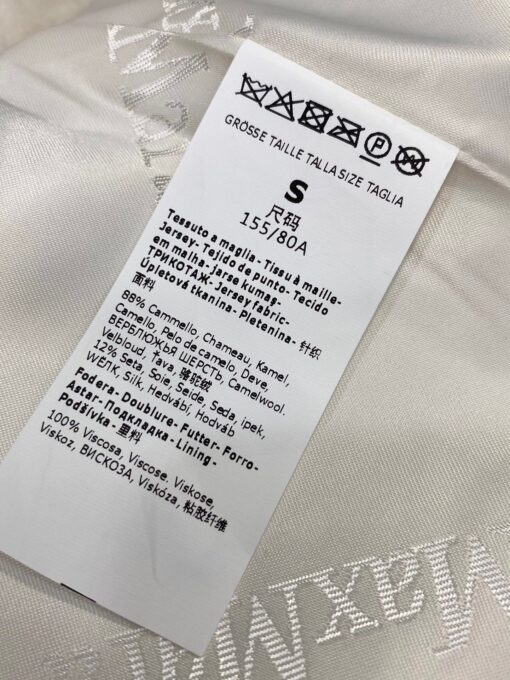 GRÖSSE TAILLE TALLA SIZE TAGLIA
S
尺码
155/80A
Tessuto a maglia - Tissu à maille-
Jersey- Tejido de punto- Tecido
em malha- Jarse kumaş-
ТРИКОТАЖ- Jersey fabric-
Úpletová tkanina- Pletenina- 针织
面料
88% Cammello, Chameau, Kamel,
Camello, Pelo de camelo, Deve,
ВЕРБЛЮЖЬЯ ШЕРСТЬ, Camelwool.
Velbloud, Ťava, 骆驼绒
12% Seta, Soie, Seide, Seda, ipek,
WËЛК, Silk, Hedvábí, Hodváb
Fodera- Doublure- Futter- Forro-
Astar- Подкладка- Lining-
Podšívka- 里料
100% Viscosa, Viscose, Viskose,
Viskoz, ВИСКОЗА, Viskóza, 粘胶纤维
MaxMara